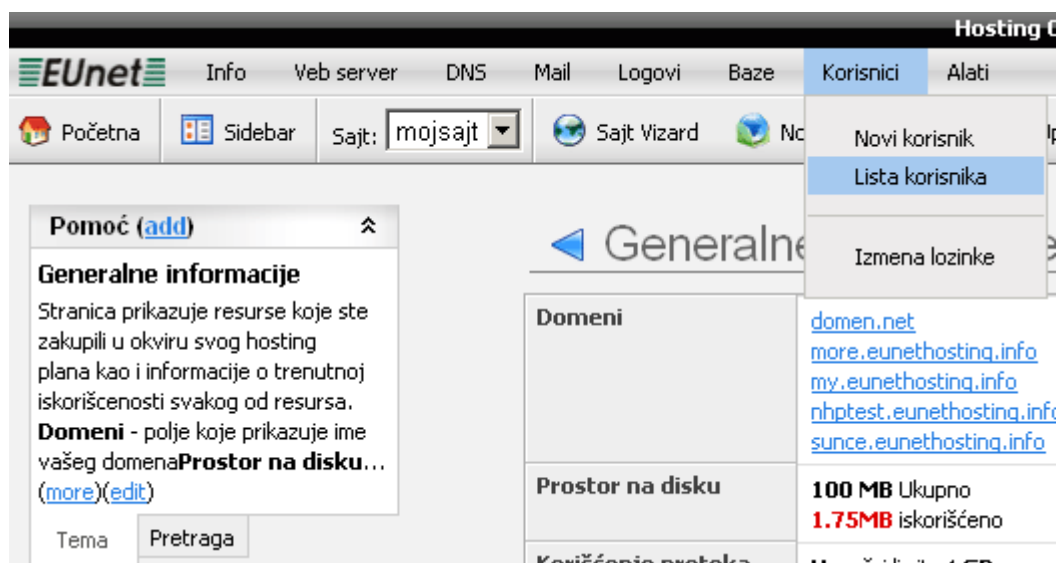 Hosting
EUnet Info Veb server DNS Mail Logovi Baze Korisnici Alati
Početna Sidebar Sajt: mojsajt Sajt Vizard
Novi korisnik
Lista korisnika
Izmena lozinke
Pomoć (add)
Generalne informacije
Stranica prikazuje resurse koje ste
zakupili u okviru svog hosting
plana kao i informacije o trenutnoj
iskorišcenosti svakog od resursa.
Domeni - polje koje prikazuje ime
vašeg domenaProstor na disku...
(more)(edit)
Tema Pretraga
Generalne
Domeni
domen.net
more.eunethosting.info
my.eunethosting.info
nhptest.eunethosting.info
sunce.eunethosting.info
Prostor na disku
100 MB Ukupno
1.75MB iskorišćeno